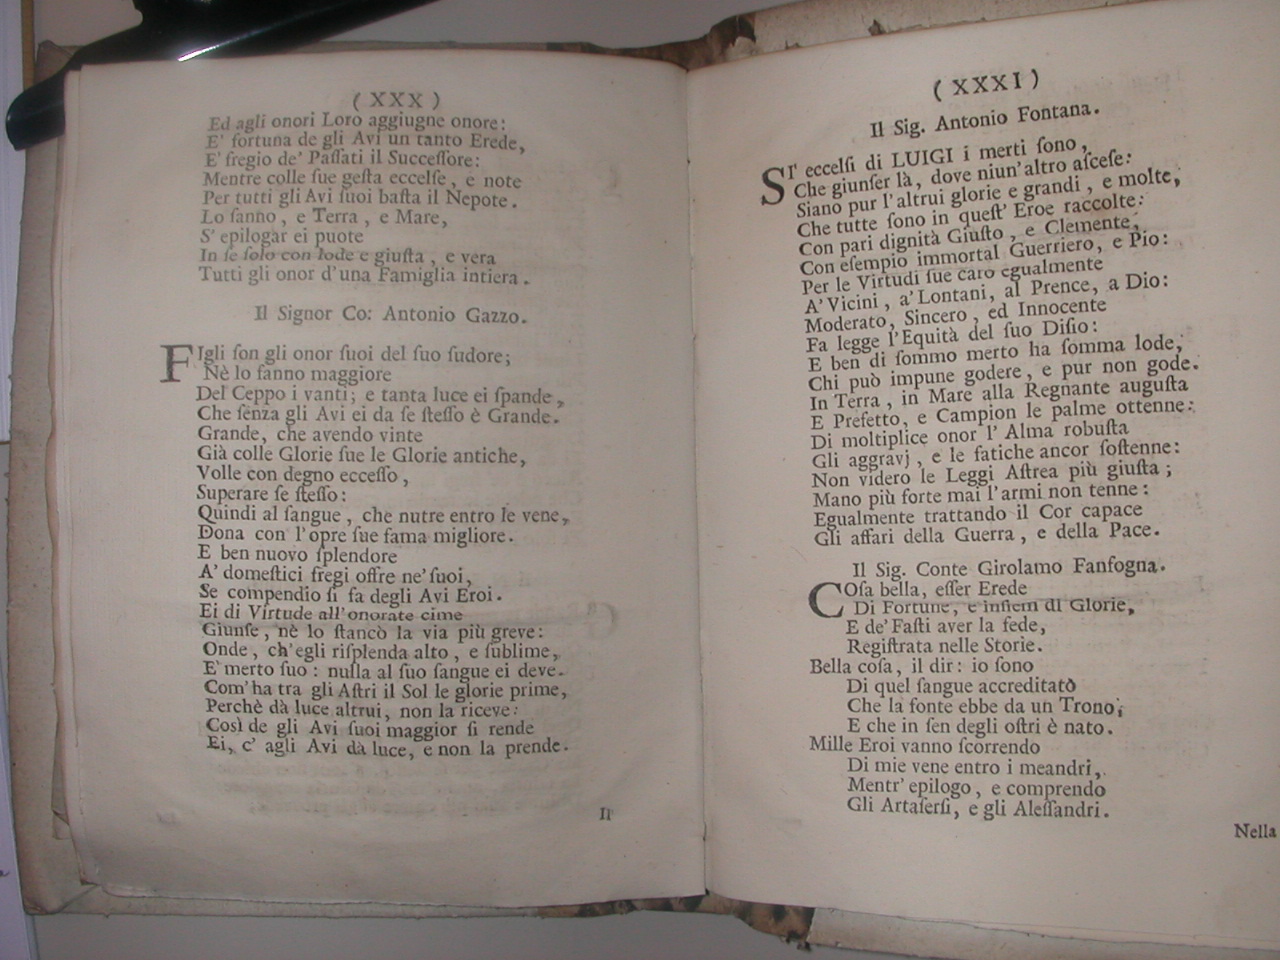 ( XXX )
Ed agli onori Loro aggiugne onore:
E' fortuna de gli Avi un tanto Erede,
E' fregio de' Paſſati il Succeſſore:
Mentre colle ſue geſta eccelſe, e note
Per tutti gli Avi ſuoi baſta il Nepote.
Lo ſanno, e Terra, e Mare,
S' epilogar ei puote
In ſe ſolo con lode e giuſta, e vera
Tutti gli onor d'una Famiglia intiera.
Il Signor Co: Antonio Gazzo.
FIgli ſon gli onor ſuoi del ſuo ſudore;
Nè lo fanno maggiore
Del Ceppo i vanti; e tanta luce ei ſpande,
Che ſenza gli Avi ei da ſe ſteſſo è Grande.
Grande, che avendo vinte
Già colle Glorie ſue le Glorie antiche,
Volle con degno ecceſſo,
Superare ſe ſteſſo:
Quindi al ſangue, che nutre entro le vene,
Dona con l'opre ſue fama migliore.
E ben nuovo ſplendore
A' domeſtici fregi offre ne' ſuoi,
Se compendio ſi fa degli Avi Eroi.
Ei di Virtude all'onorate cime
Giunſe, nè lo ſtancò la via più greve:
Onde, ch'egli riſplenda alto, e ſublime,
E' merto ſuo: nulla al ſuo ſangue ei deve.
Com' ha tra gli Aſtri il Sol le glorie prime,
Perchè dà luce altrui, non la riceve:
Così de gli Avi ſuoi maggior ſi rende
Ei, c' agli Avi dà luce, e non la prende.
Il
( XXXI )
Il Sig. Antonio Fontana.
SI' eccelſi di LUIGI i merti ſono,
Che giunſer là, dove niun'altro aſceſe:
Siano pur l'altrui glorie e grandi, e molte,
Che tutte ſono in queſt' Eroe raccolte:
Con pari dignità Giuſto, e Clemente,
Con eſempio immortal Guerriero, e Pio:
Per le Virtudi ſue caro egualmente
A' Vicini, a' Lontani, al Prence, a Dio:
Moderato, Sincero, ed Innocente
Fa legge l'Equità del ſuo Diſio:
E ben di ſommo merto ha ſomma lode,
Chi può impune godere, e pur non gode.
In Terra, in Mare alla Regnante auguſta
E Prefetto, e Campion le palme ottenne:
Di moltiplice onor l' Alma robuſta
Gli aggravj, e le fatiche ancor ſoſtenne:
Non videro le Leggi Aſtrea più giuſta;
Mano più forte mai l'armi non tenne:
Egualmente trattando il Cor capace
Gli affari della Guerra, e della Pace.
Il Sig. Conte Girolamo Fanfogna.
COſa bella, eſſer Erede
Di Fortune, e inſiem di Glorie,
E de' Faſti aver la fede,
Regiſtrata nelle Storie.
Bella coſa, il dir: io ſono
Di quel ſangue accreditatò
Che la fonte ebbe da un Trono;
E che in ſen degli oſtri è nato.
Mille Eroi vanno ſcorrendo
Di mie vene entro i meandri,
Mentr' epilogo, e comprendo
Gli Artaſerſi, e gli Aleſſandri.
Nella